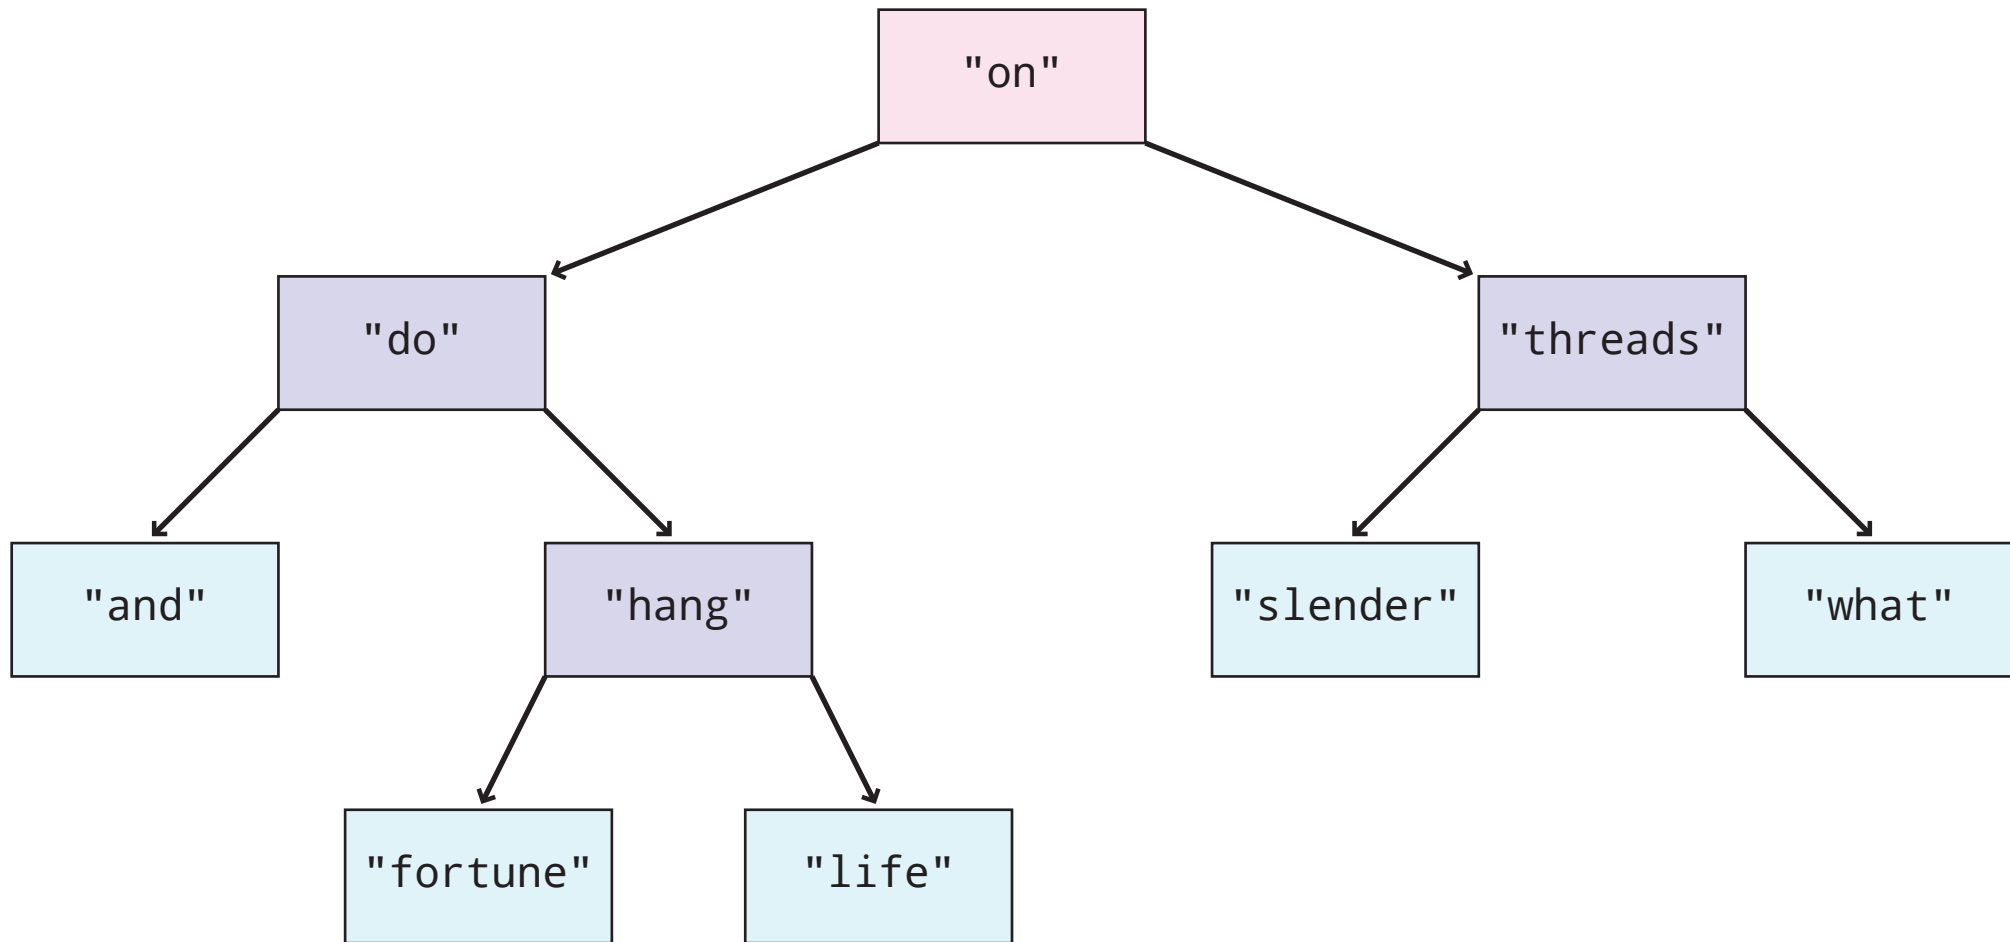 "on"
"do" "threads"
"and" "hang" "slender" "what"
"fortune" "life"